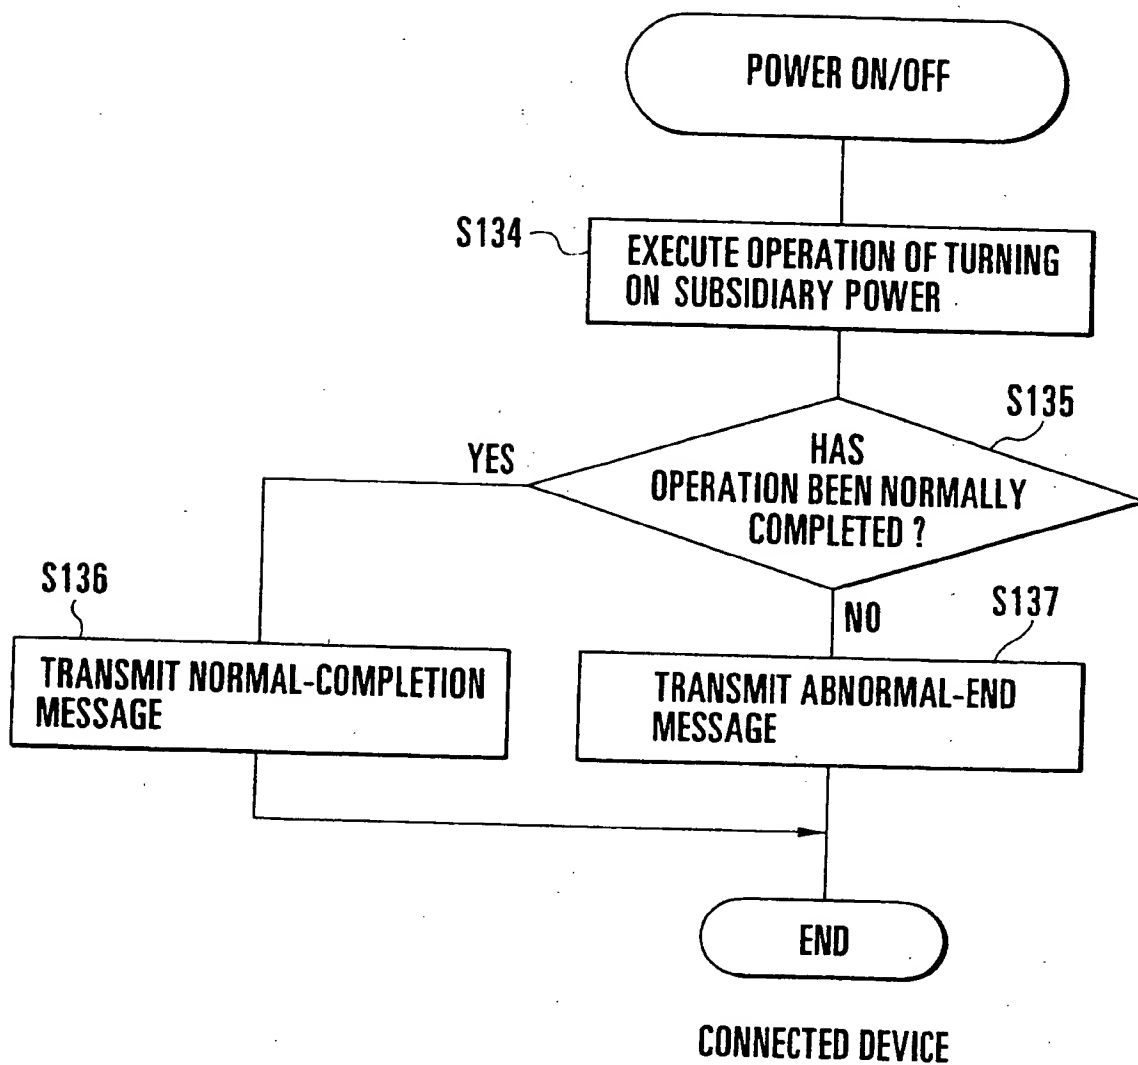 POWER ON/OFF
S134
EXECUTE OPERATION OF TURNING
ON SUBSIDIARY POWER
S135
YES
HAS
OPERATION BEEN NORMALLY
COMPLETED ?
S136
NO
S137
TRANSMIT NORMAL-COMPLETION
MESSAGE
TRANSMIT ABNORMAL-END
MESSAGE
END
CONNECTED DEVICE